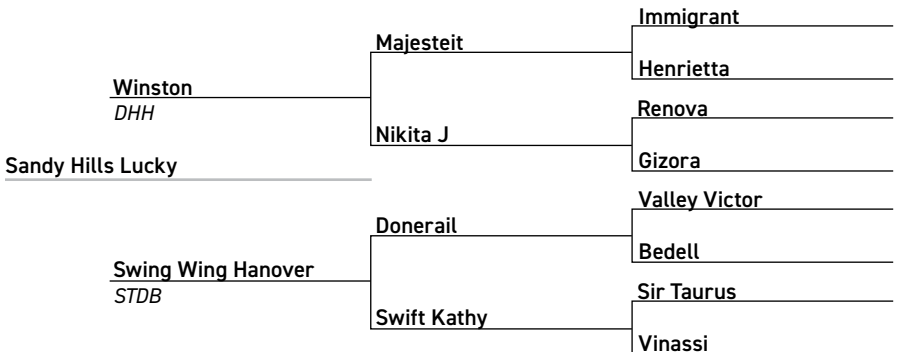 Immigrant
Majesteit
Henrietta
Winston
DHH
Renova
Nikita J
Gizora
Sandy Hills Lucky
Valley Victor
Donerail
Bedell
Swing Wing Hanover
STDB
Sir Taurus
Swift Kathy
Vinassi